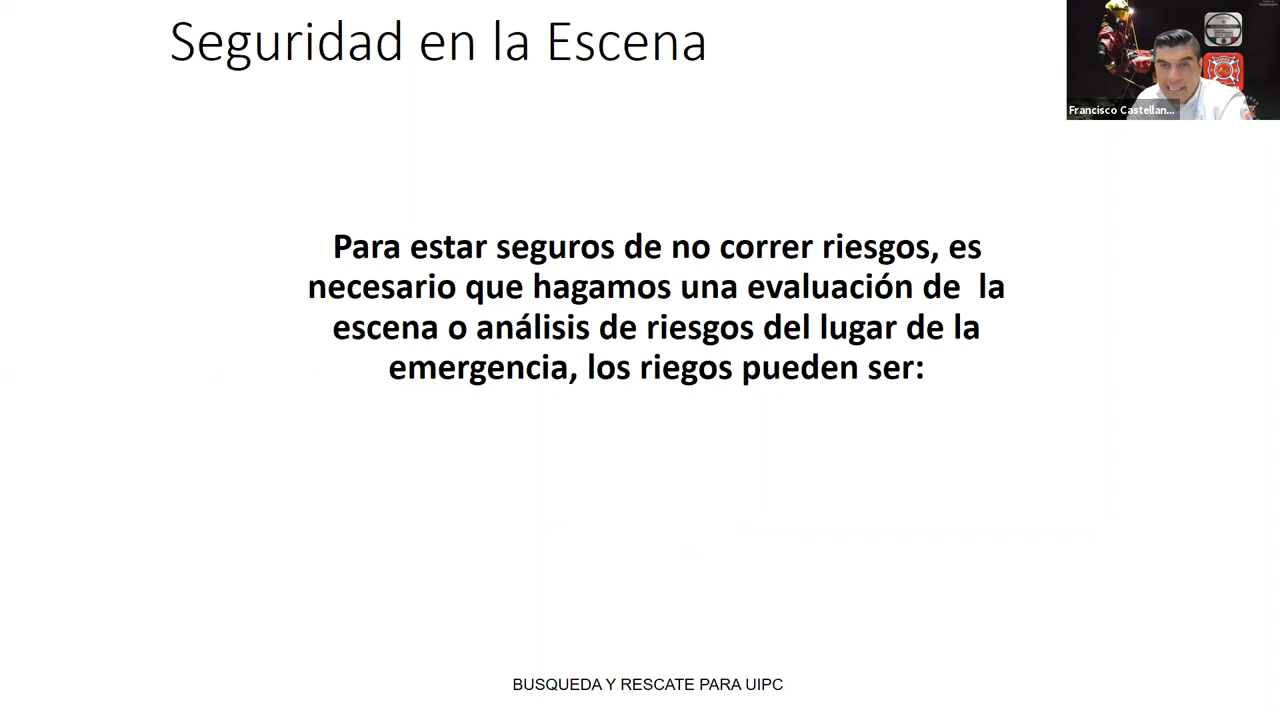 Seguridad en la Escena
Francisco Castellan...
Para estar seguros de no correr riesgos, es
necesario que hagamos una evaluación de la
escena o análisis de riesgos del lugar de la
emergencia, los riegos pueden ser:
BUSQUEDA Y RESCATE PARA UIPC